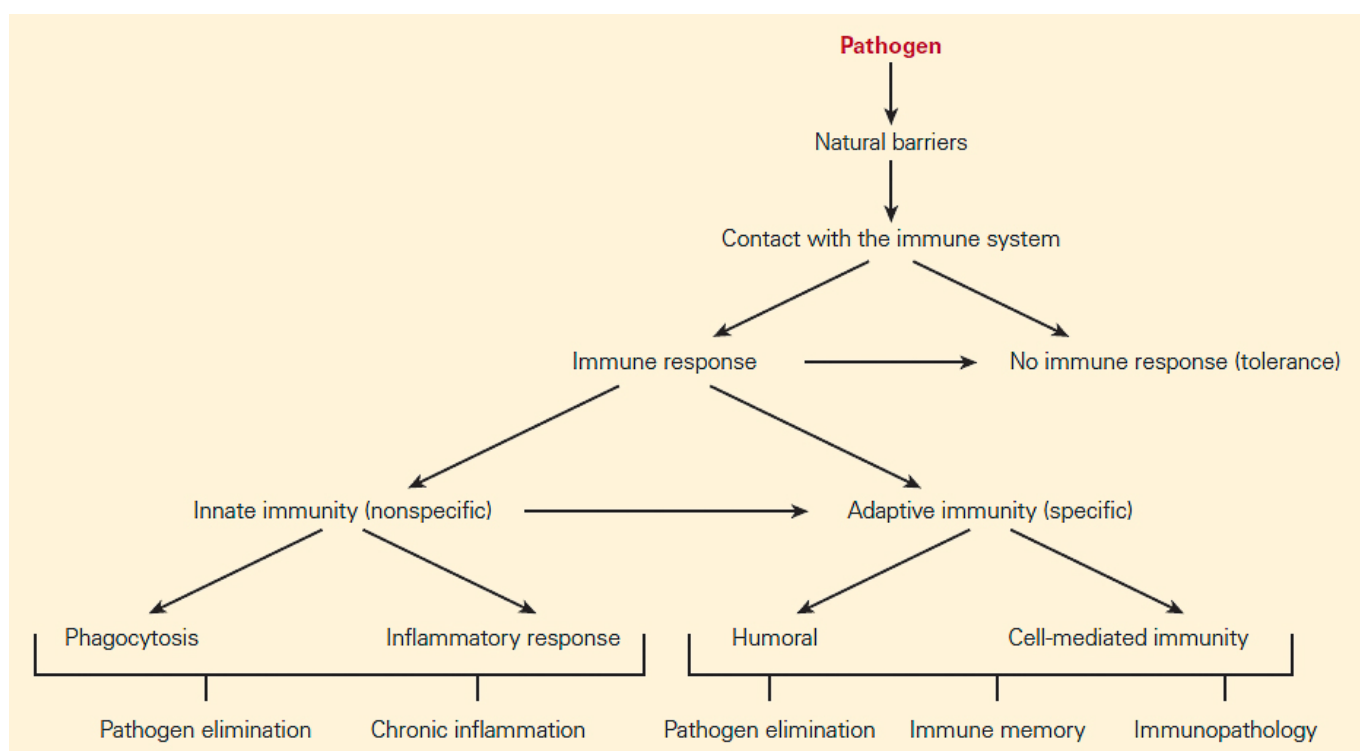 Pathogen
Natural barriers
Contact with the immune system
Immune response
No immune response (tolerance)
Innate immunity (nonspecific)
Adaptive immunity (specific)
Phagocytosis
Inflammatory response
Humoral
Cell-mediated immunity
Pathogen elimination
Chronic inflammation
Pathogen elimination
Immune memory
Immunopathology